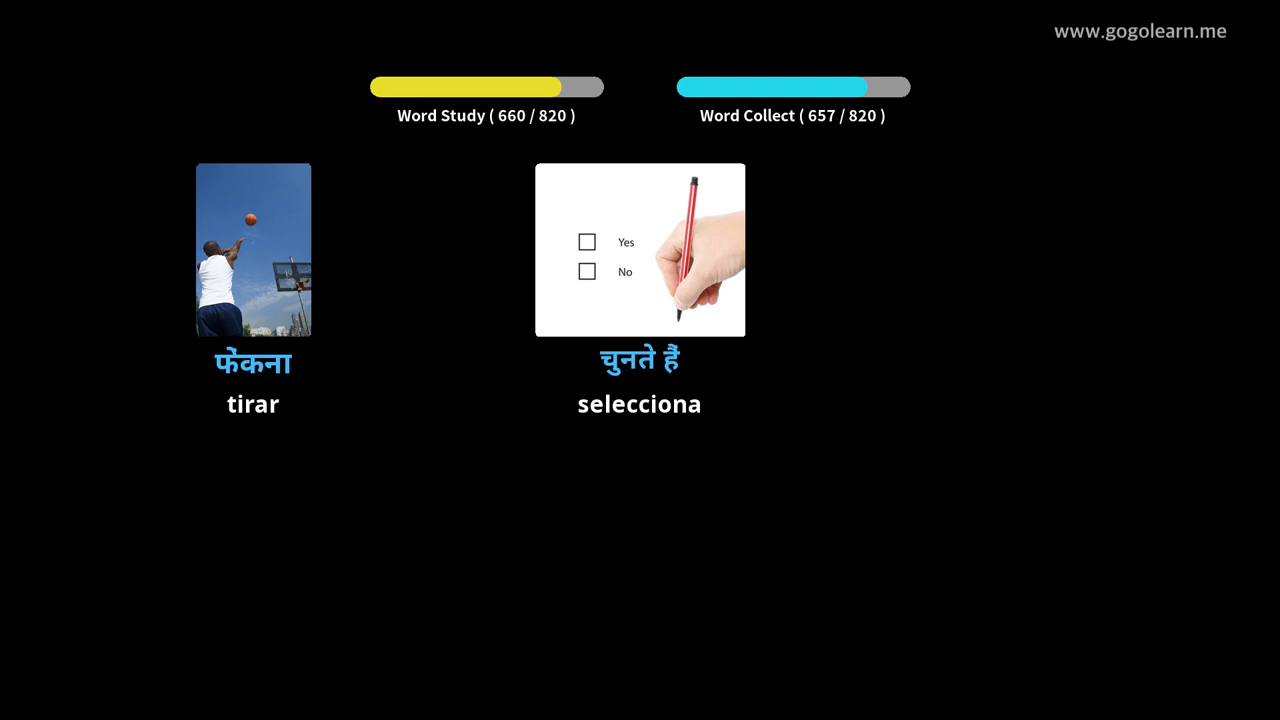 www.gogolearn.me
Word Study ( 660 / 820 )
Word Collect ( 657 / 820 )
Yes
No
फेंकना
चुनते हैं
tirar
selecciona